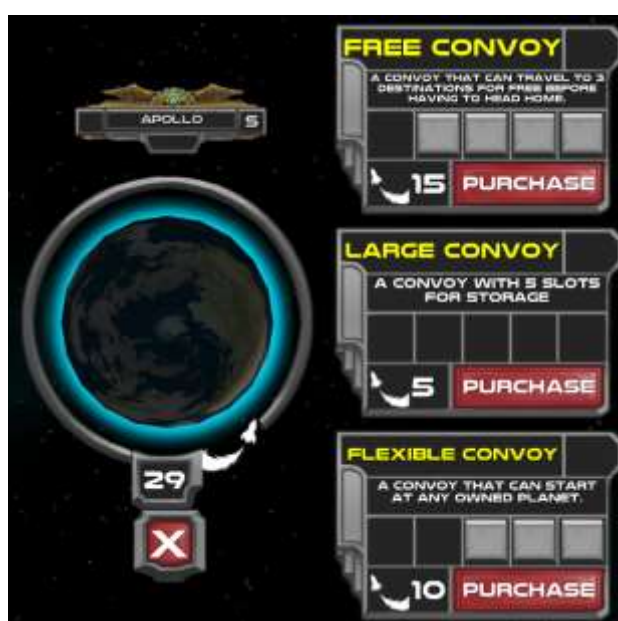 APOLLO 5
29
X
FREE CONVOY
A CONVOY THAT CAN TRAVEL TO 3
DESTINATIONS FOR FREE BEFORE
HAVING TO HEAD HOME.
15 PURCHASE
LARGE CONVOY
A CONVOY WITH 5 SLOTS
FOR STORAGE
5 PURCHASE
FLEXIBLE CONVOY
A CONVOY THAT CAN START
AT ANY OWNED PLANET.
10 PURCHASE